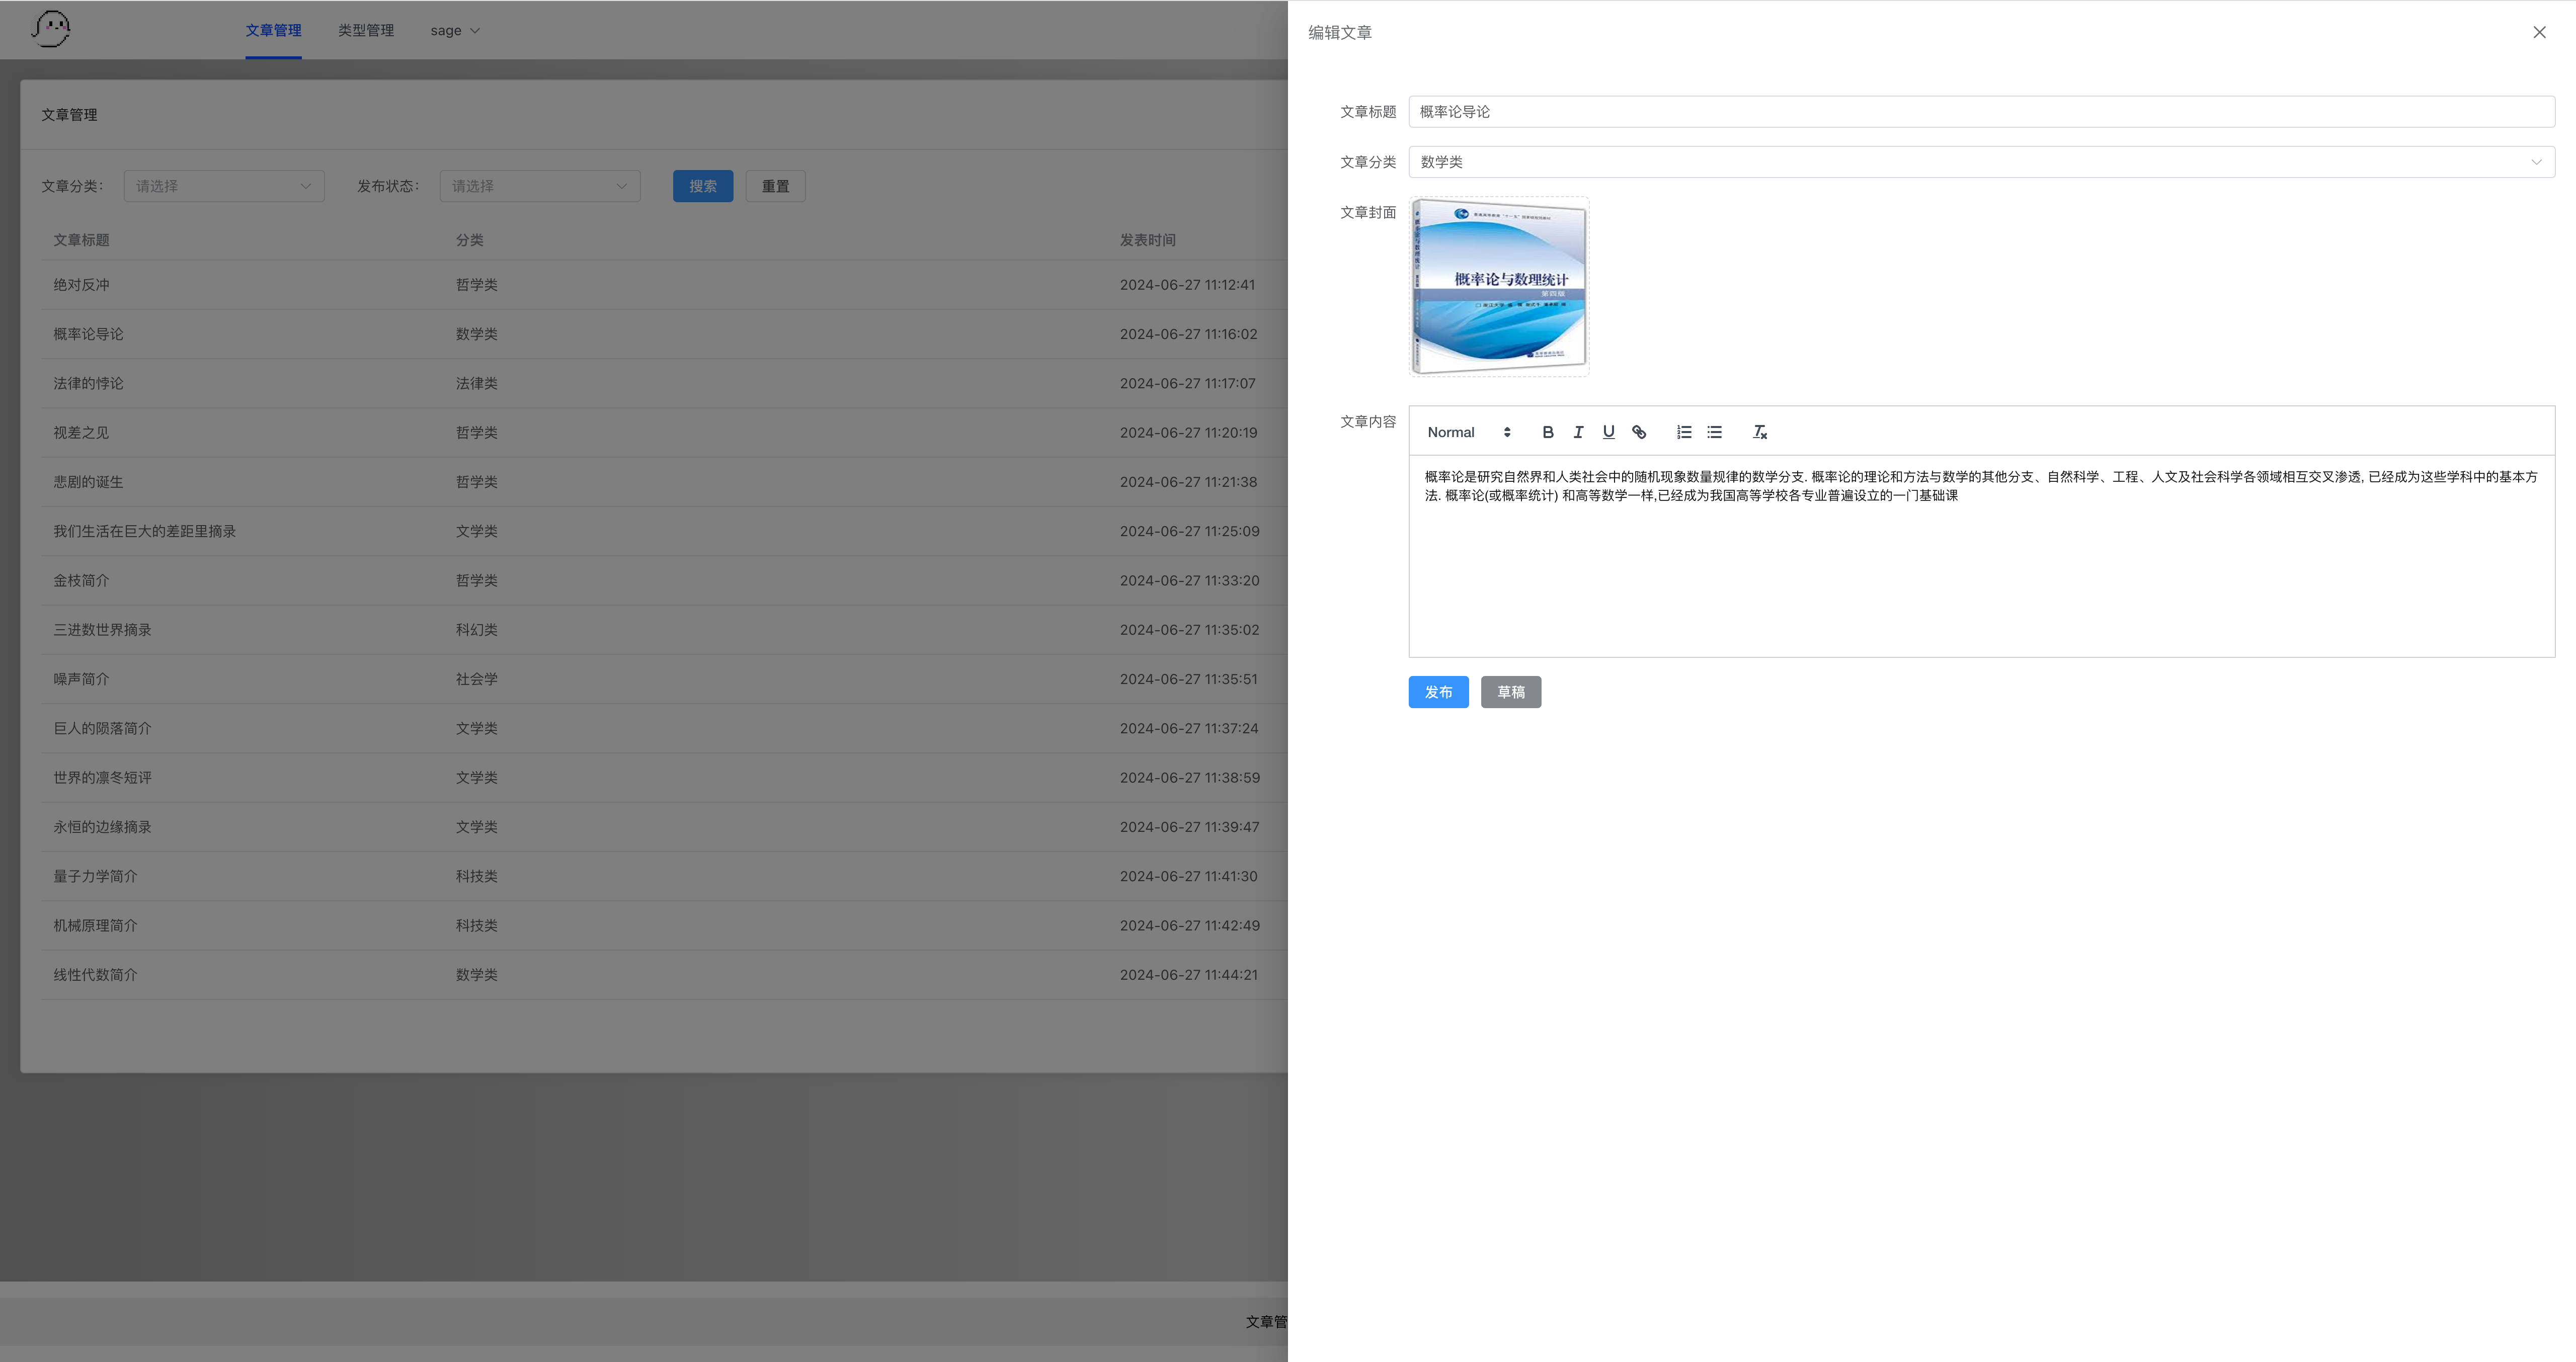 文章管理
类型管理
sage
文章管理
文章分类：
请选择
发布状态：
请选择
搜索
重置
文章标题
分类
发表时间
绝对反冲
哲学类
2024-06-27 11:12:41
概率论导论
数学类
2024-06-27 11:16:02
法律的悖论
法律类
2024-06-27 11:17:07
视差之见
哲学类
2024-06-27 11:20:19
悲剧的诞生
哲学类
2024-06-27 11:21:38
我们生活在巨大的差距里摘录
文学类
2024-06-27 11:25:09
金枝简介
哲学类
2024-06-27 11:33:20
三进数世界摘录
科幻类
2024-06-27 11:35:02
噪声简介
社会学
2024-06-27 11:35:51
巨人的陨落简介
文学类
2024-06-27 11:37:24
世界的凛冬短评
文学类
2024-06-27 11:38:59
永恒的边缘摘录
文学类
2024-06-27 11:39:47
量子力学简介
科技类
2024-06-27 11:41:30
机械原理简介
科技类
2024-06-27 11:42:49
线性代数简介
数学类
2024-06-27 11:44:21
文章管
编辑文章
文章标题
概率论导论
文章分类
数学类
文章封面
概率论与数理统计
第四版
文章内容
Normal
概率论是研究自然界和人类社会中的随机现象数量规律的数学分支. 概率论的理论和方法与数学的其他分支、自然科学、工程、人文及社会科学各领域相互交叉渗透, 已经成为这些学科中的基本方
法. 概率论(或概率统计) 和高等数学一样,已经成为我国高等学校各专业普遍设立的一门基础课
发布
草稿